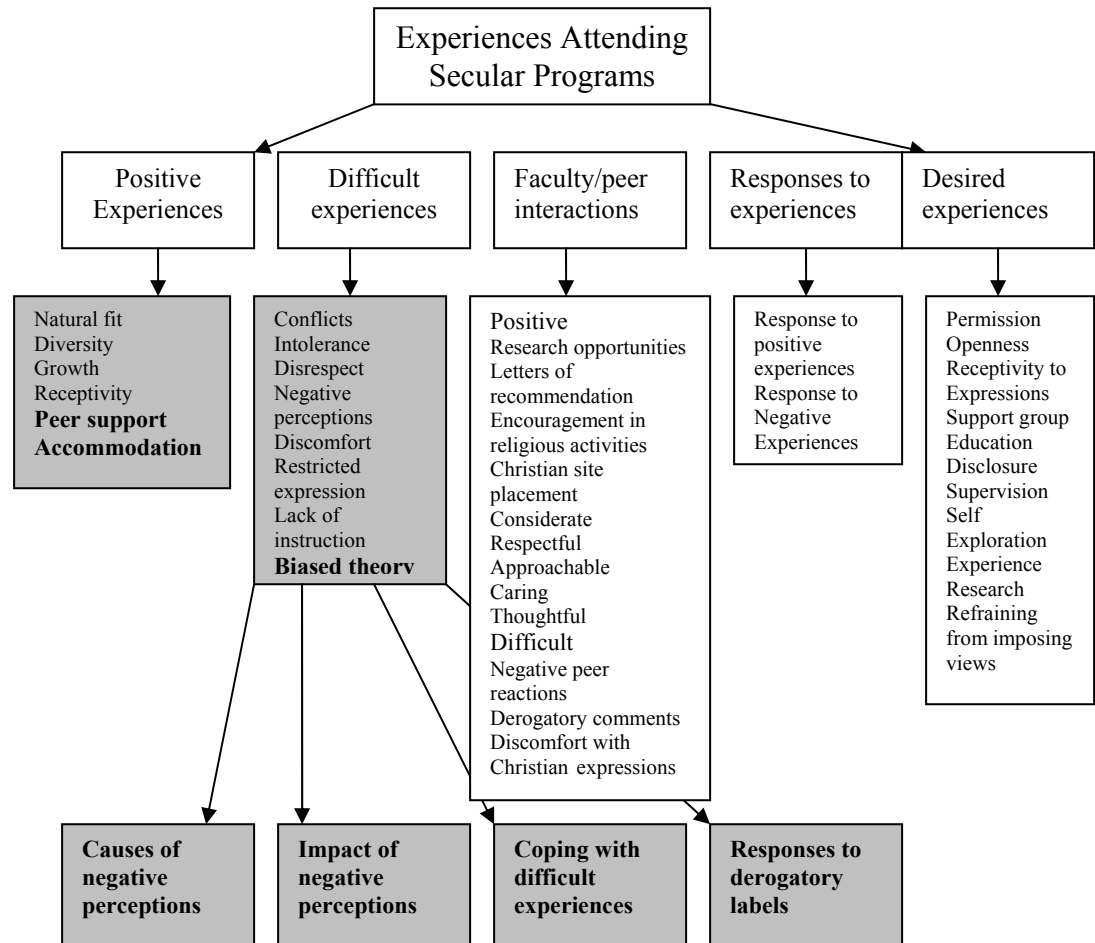 Experiences Attending
Secular Programs
Positive
Experiences
Difficult
experiences
Faculty/peer
interactions
Responses to
experiences
Desired
experiences
Natural fit
Diversity
Growth
Receptivity
Peer support
Accommodation
Conflicts
Intolerance
Disrespect
Negative
perceptions
Discomfort
Restricted
expression
Lack of
instruction
Biased theory
Positive
Research opportunities
Letters of
recommendation
Encouragement in
religious activities
Christian site
placement
Considerate
Respectful
Approachable
Caring
Thoughtful
Difficult
Negative peer
reactions
Derogatory comments
Discomfort with
Christian expressions
Response to
positive
experiences
Response to
Negative
Experiences
Permission
Openness
Receptivity to
Expressions
Support group
Education
Disclosure
Supervision
Self
Exploration
Experience
Research
Refraining
from imposing
views
Causes of
negative
perceptions
Impact of
negative
perceptions
Coping with
difficult
experiences
Responses to
derogatory
labels